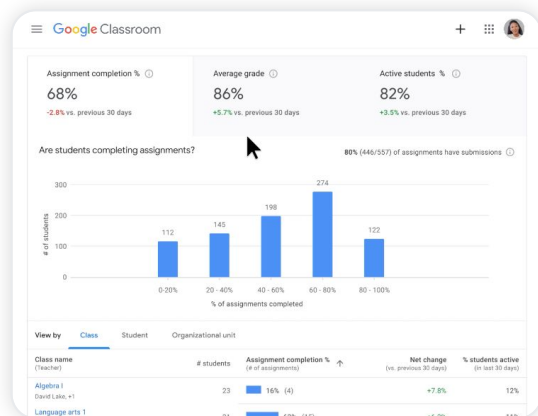 Google Classroom
Assignment completion %
Average grade
Active students %
68%
86%
82%
-2.8% vs. previous 30 days
+5.7% vs. previous 30 days
+3.5% vs. previous 30 days
Are students completing assignments?
80% (446/557) of assignments have submissions
# of students
300
200
100
0
112
145
198
274
122
0-20%
20 - 40%
40 - 60%
60 - 80%
80 - 100%
% of assignments completed
View by Class Student Organizational unit
Class name
(Teacher)
# students
Assignment completion %
(# of assignments)
Net change
(vs. previous 30 days)
% students active
(in last 30 days)
Algebra I
David Lake, +1
23
16% (4)
+7.8%
12%
Language arts 1